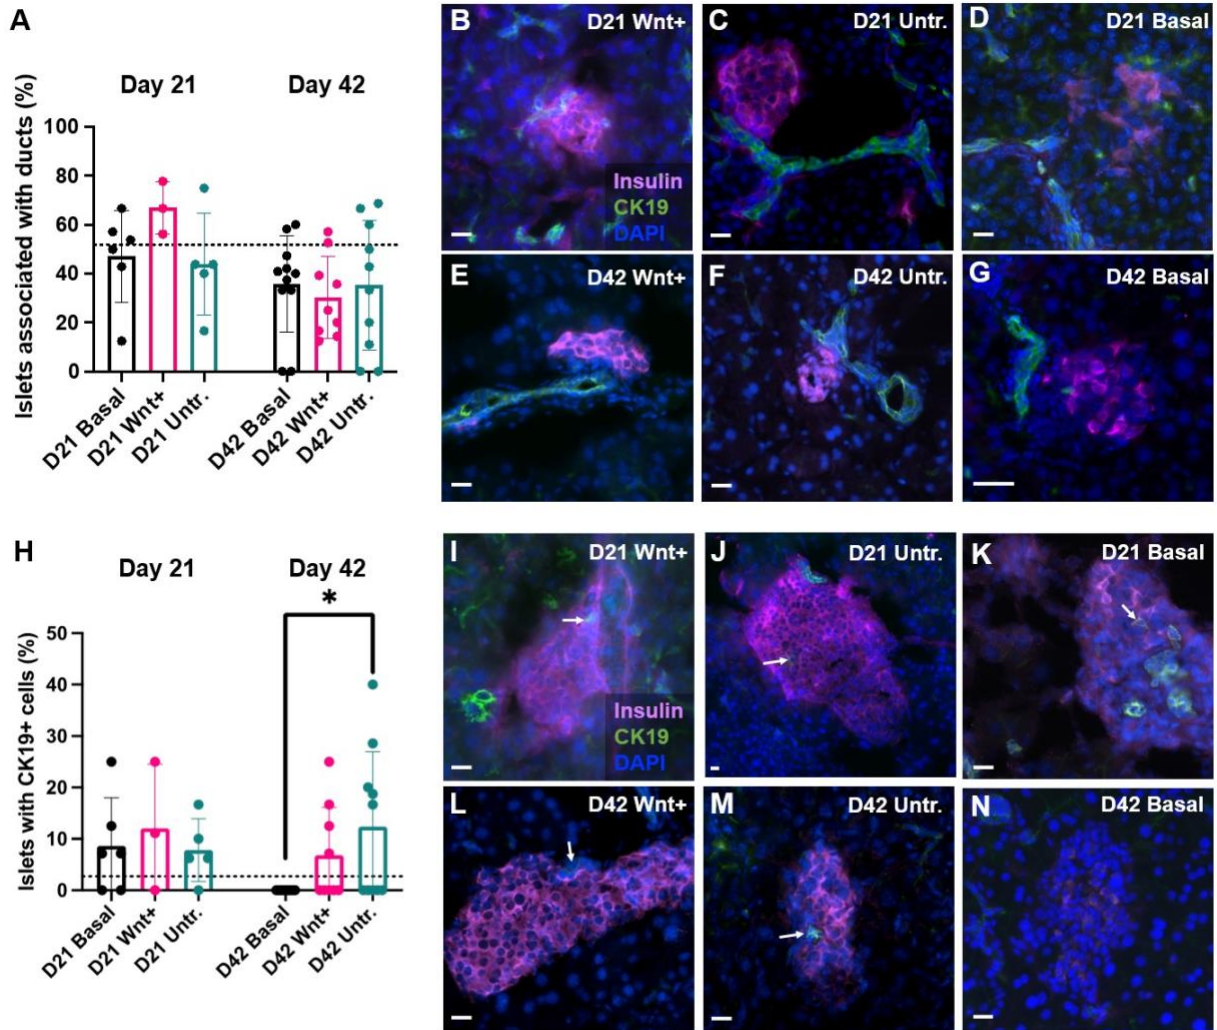 A
Day 21
Day 42
Islets associated with ducts (%)
100
80
60
40
20
0
D21 Basal
D21 Wnt+
D21 Untr.
D42 Basal
D42 Wnt+
D42 Untr.
B
D21 Wnt+
Insulin
CK19
DAPI
C
D21 Untr.
D
D21 Basal
E
D42 Wnt+
F
D42 Untr.
G
D42 Basal
H
Day 21
Day 42
*
Islets with CK19+ cells (%)
50
40
30
20
10
0
D21 Basal
D21 Wnt+
D21 Untr.
D42 Basal
D42 Wnt+
D42 Untr.
I
D21 Wnt+
Insulin
CK19
DAPI
J
D21 Untr.
K
D21 Basal
L
D42 Wnt+
M
D42 Untr.
N
D42 Basal